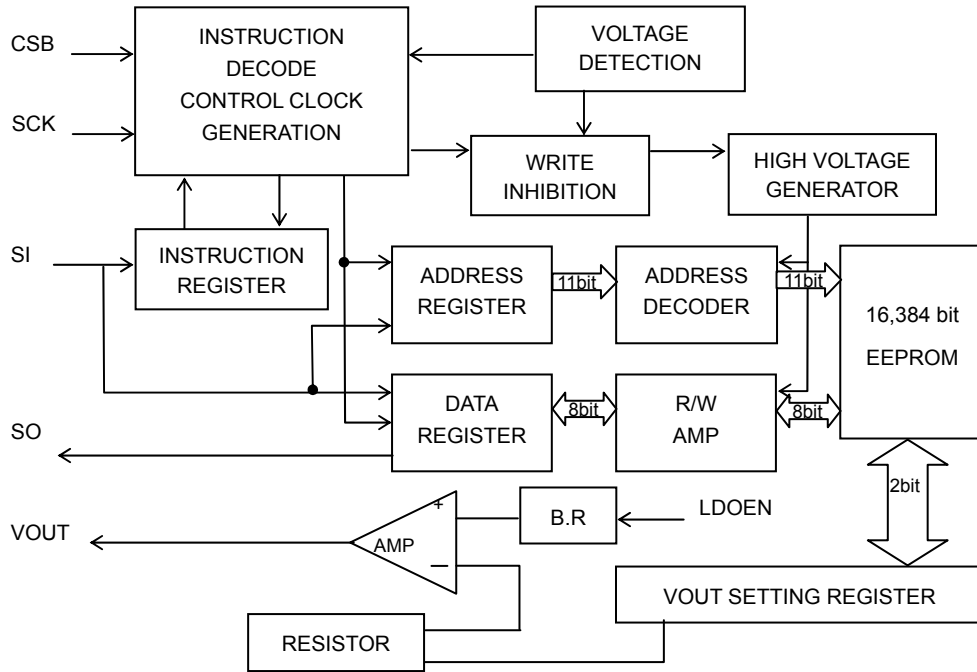 CSB
SCK
SI
SO
VOUT
INSTRUCTION
DECODE
CONTROL CLOCK
GENERATION
VOLTAGE
DETECTION
WRITE
INHIBITION
HIGH VOLTAGE
GENERATOR
INSTRUCTION
REGISTER
ADDRESS
REGISTER
11bit
ADDRESS
DECODER
11bit
16,384 bit
EEPROM
DATA
REGISTER
8bit
R/W
AMP
8bit
2bit
+
AMP
—
B.R
LDOEN
VOUT SETTING REGISTER
RESISTOR